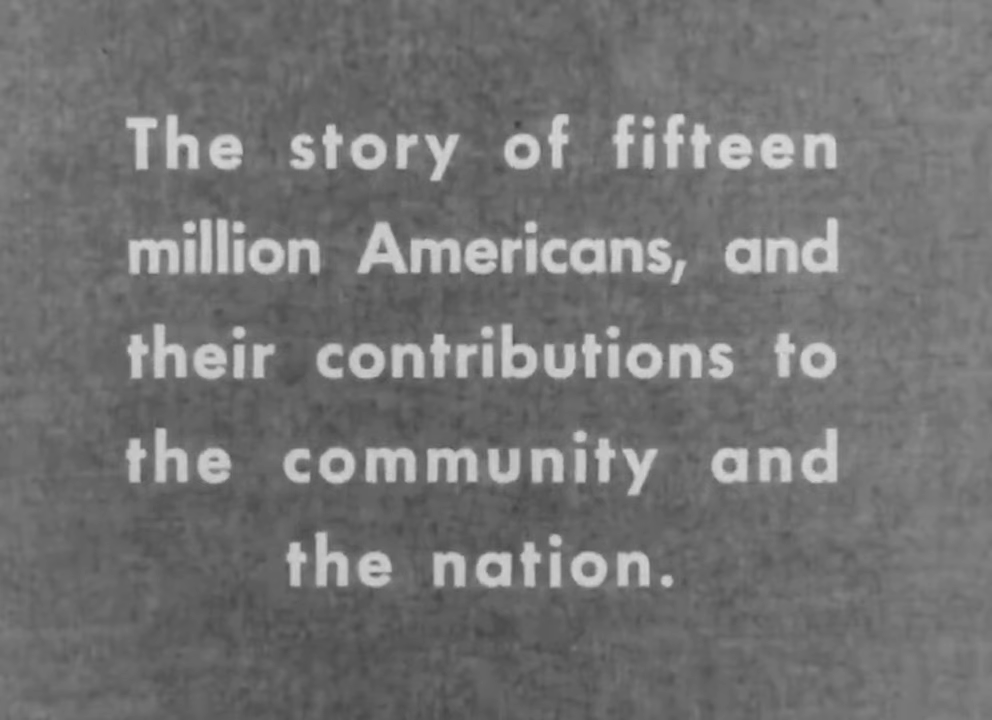 The story of fifteen
million Americans, and
their contributions to
the community and
the nation.